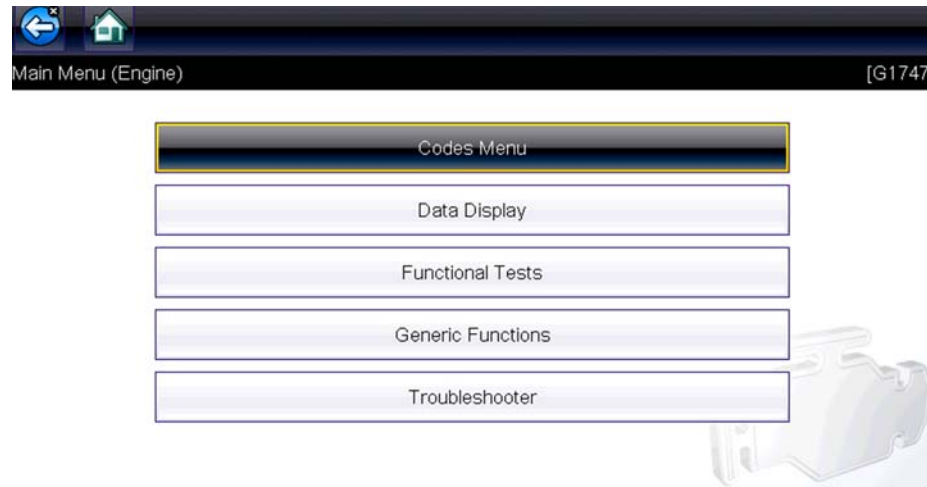 Main Menu (Engine) [G1747
Codes Menu
Data Display
Functional Tests
Generic Functions
Troubleshooter